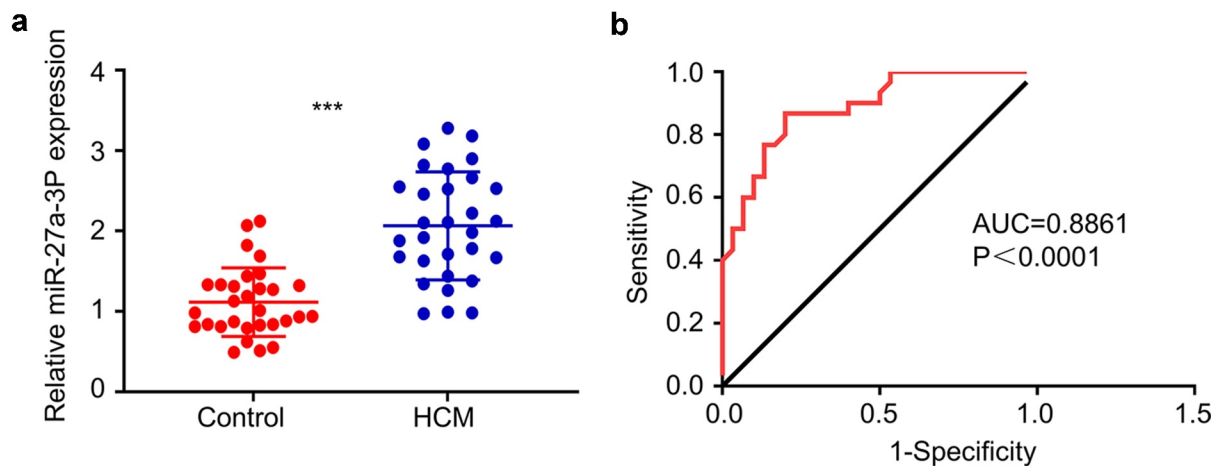 a
Relative miR-27a-3P expression
4
3
2
1
0
***
Control
HCM
b
Sensitivity
1.0
0.8
0.6
0.4
0.2
0.0
AUC=0.8861
P<0.0001
0.0
0.5
1.0
1.5
1-Specificity